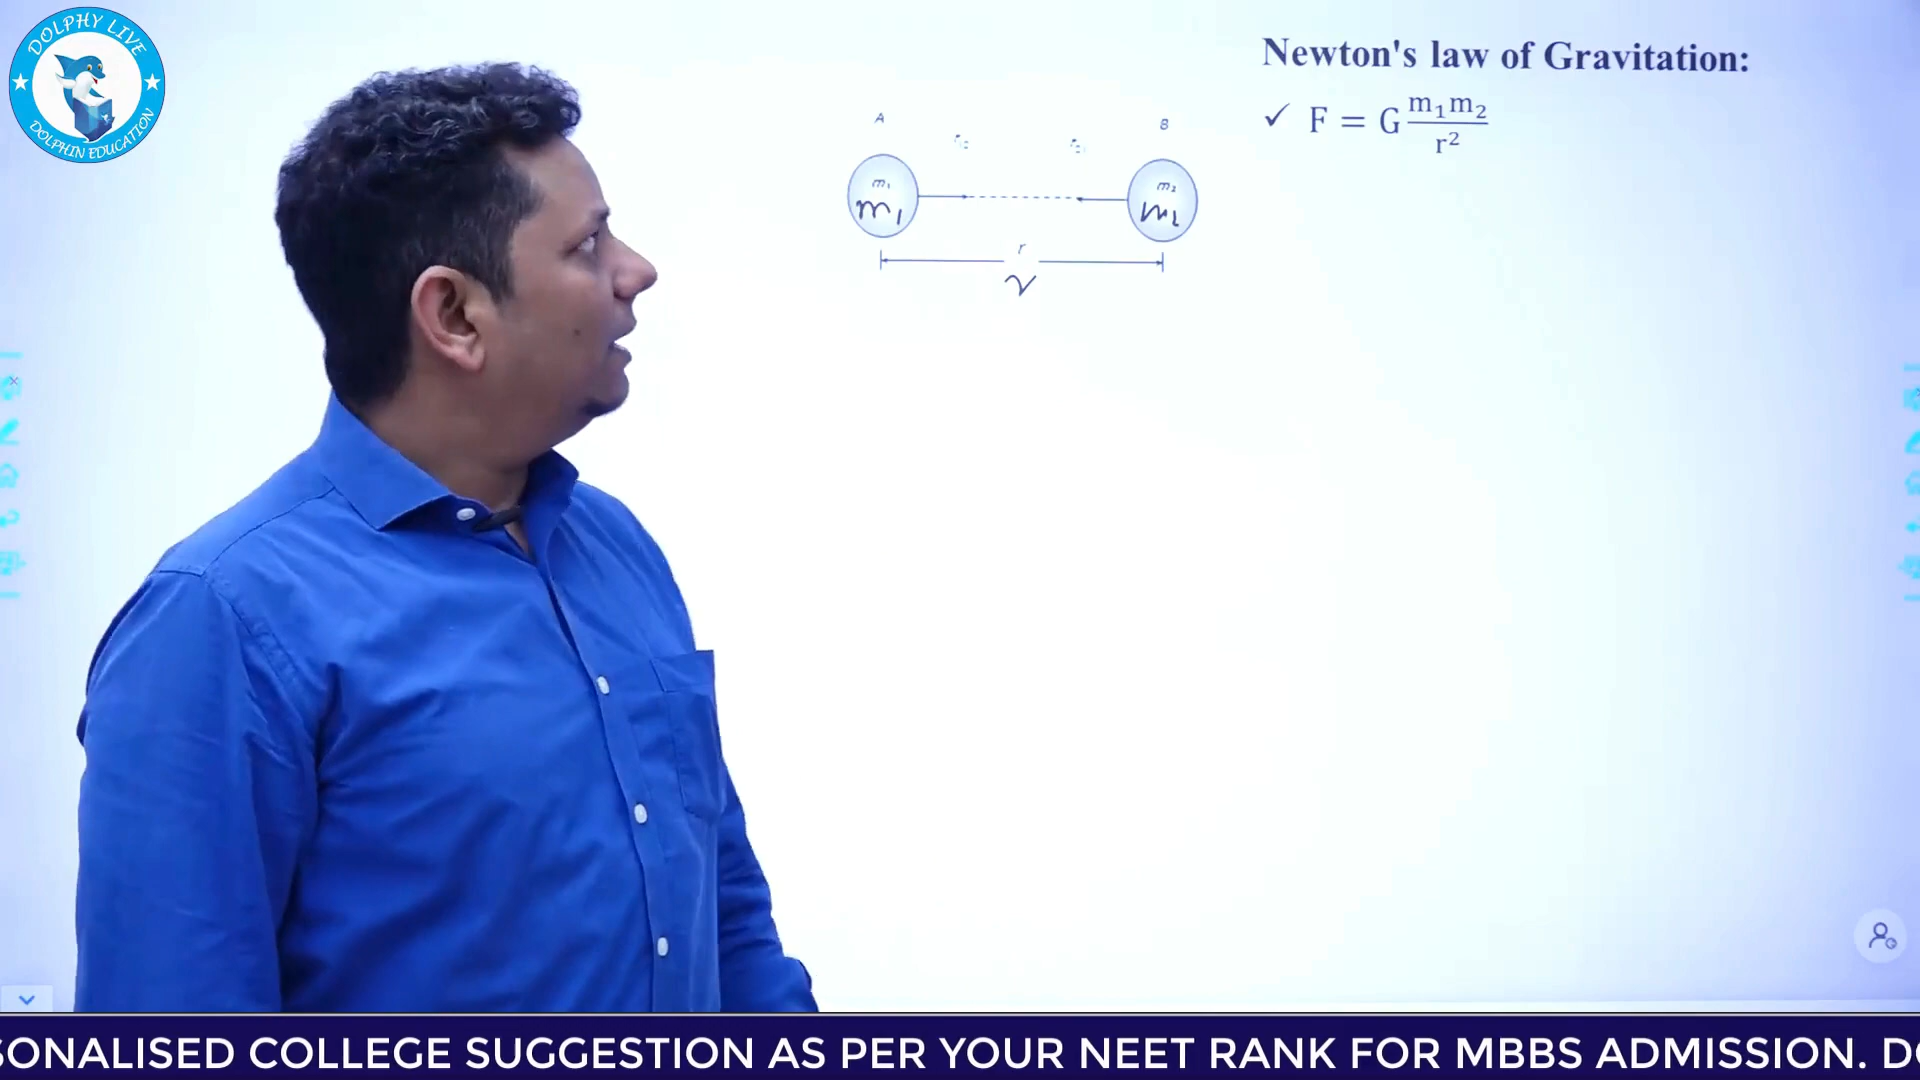 DOLPHY LIVE
DOLPHIN EDUCATION
Newton's law of Gravitation:
✓ F = G m₁m₂ / r²
A
B
m₁
m₂
m₁
m₂
r
r
SONALISED COLLEGE SUGGESTION AS PER YOUR NEET RANK FOR MBBS ADMISSION. D